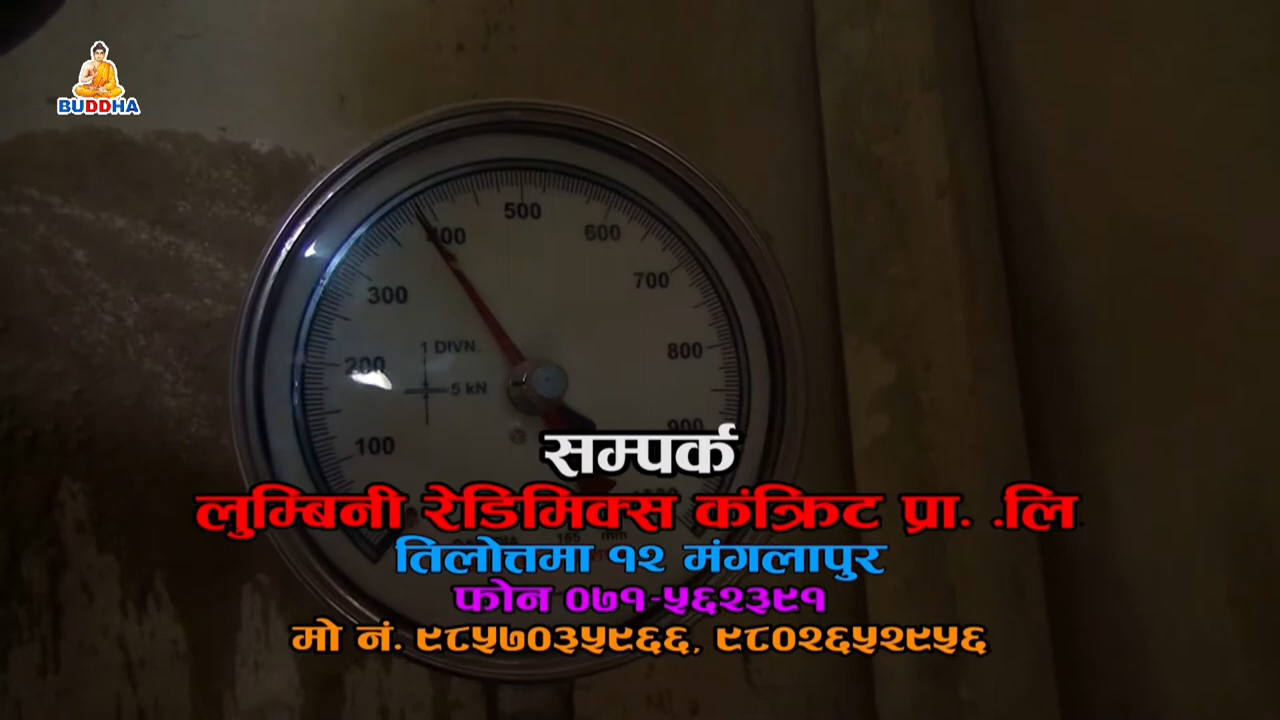 BUDDHA
500
400
600
300
700
1 DIVN.
200
800
5 kN
900
100
सम्पर्क
लुम्बिनी रेडिमिक्स कंक्रिट प्रा. .लि.
तिलोत्तमा १२ मंगलापुर
फोन ०७१-५६२३९१
मो नं. ९८५७०३५९६६, ९८०२६५२९५६